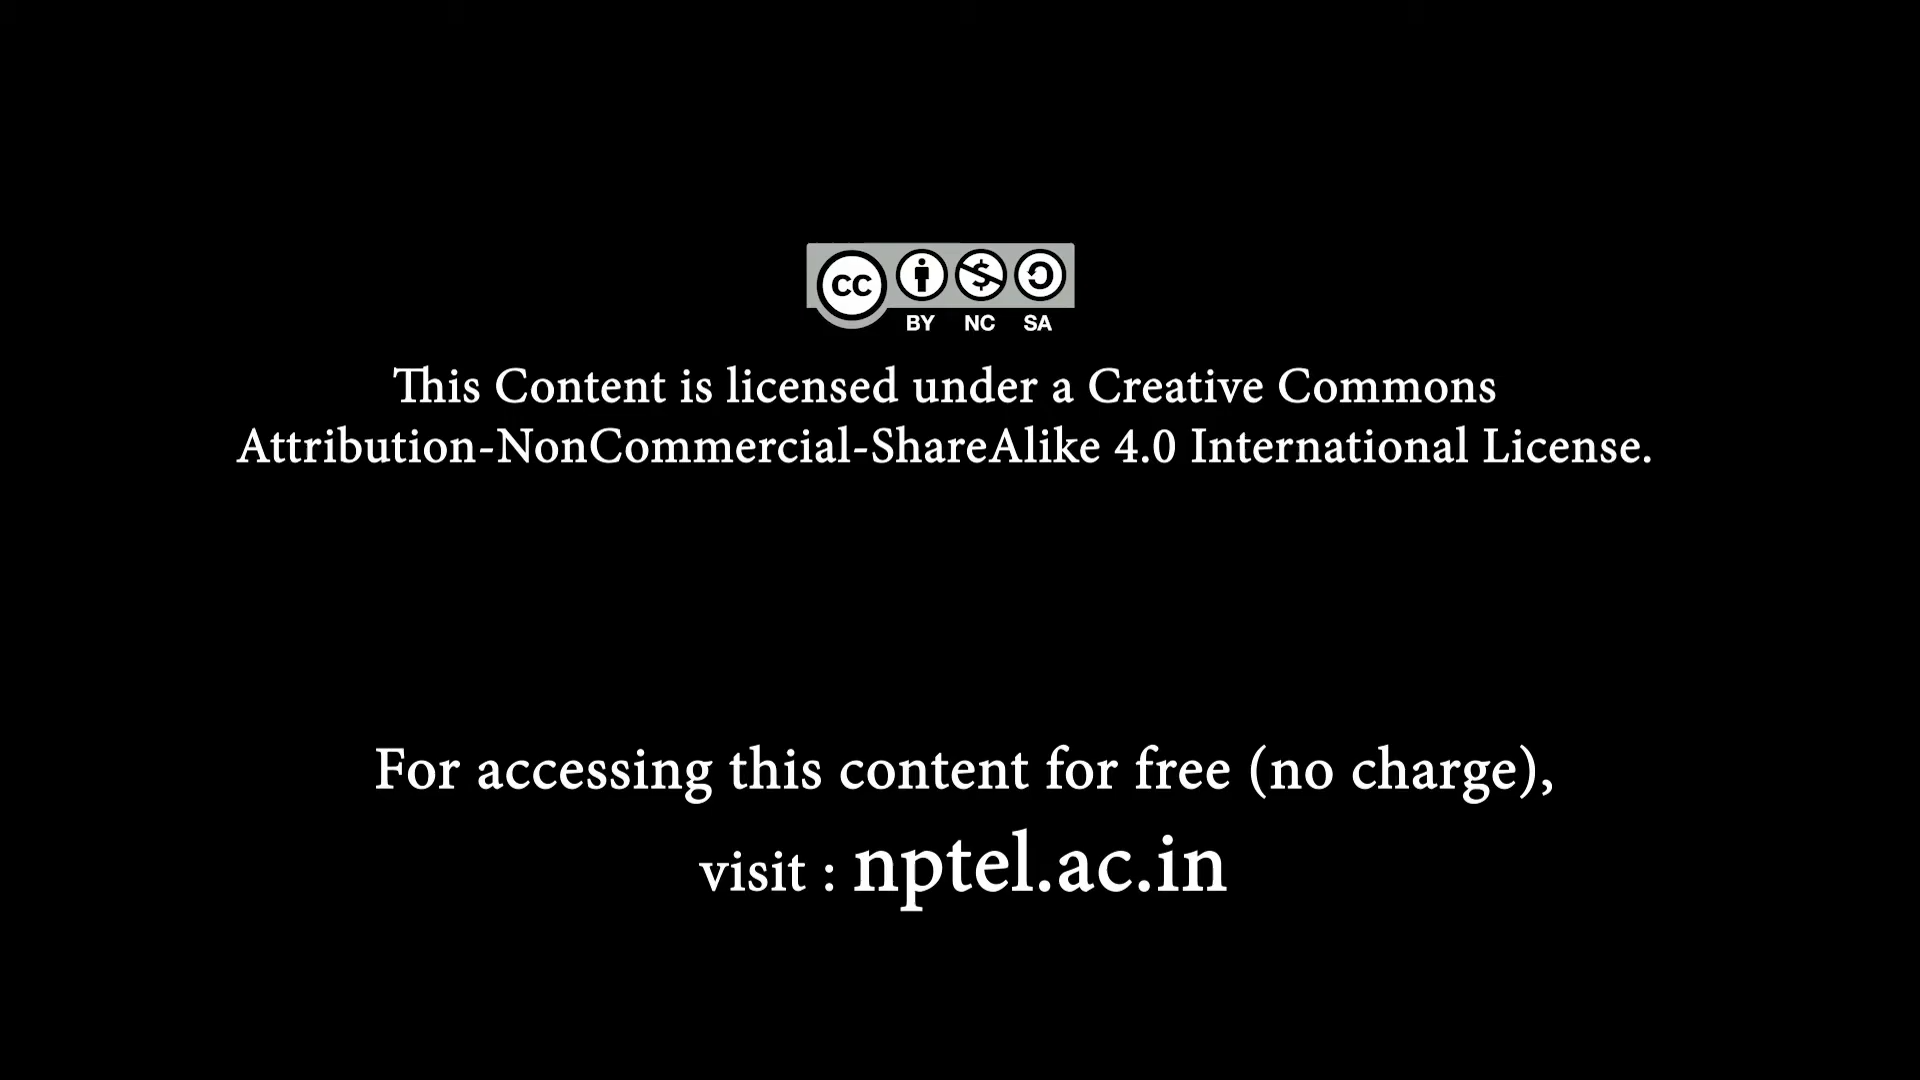 CC
BY NC SA
This Content is licensed under a Creative Commons
Attribution-NonCommercial-ShareAlike 4.0 International License.
For accessing this content for free (no charge),
visit : nptel.ac.in